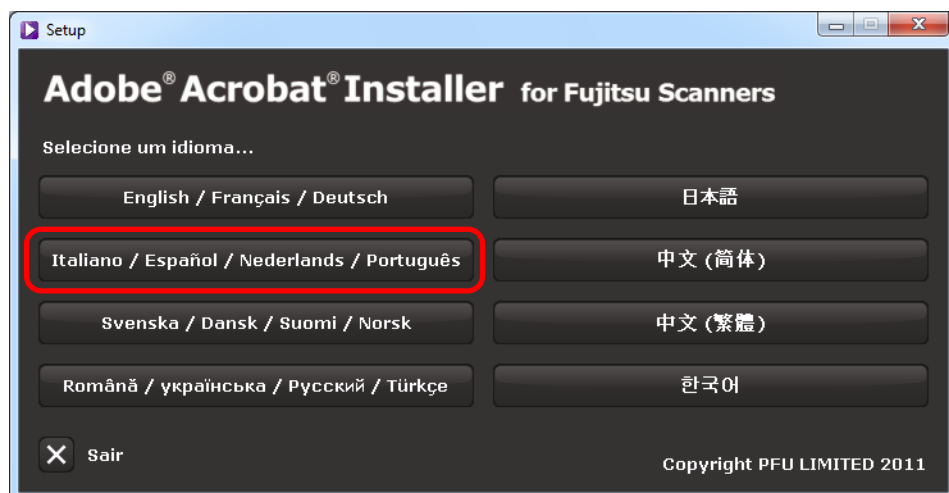 Setup
Adobe® Acrobat® Installer for Fujitsu Scanners
Selecione um idioma...
English / Français / Deutsch
日本語
Italiano / Español / Nederlands / Português
中文 (简体)
Svenska / Dansk / Suomi / Norsk
中文 (繁體)
Română / українська / Русский / Türkçe
한국어
Sair
Copyright PFU LIMITED 2011